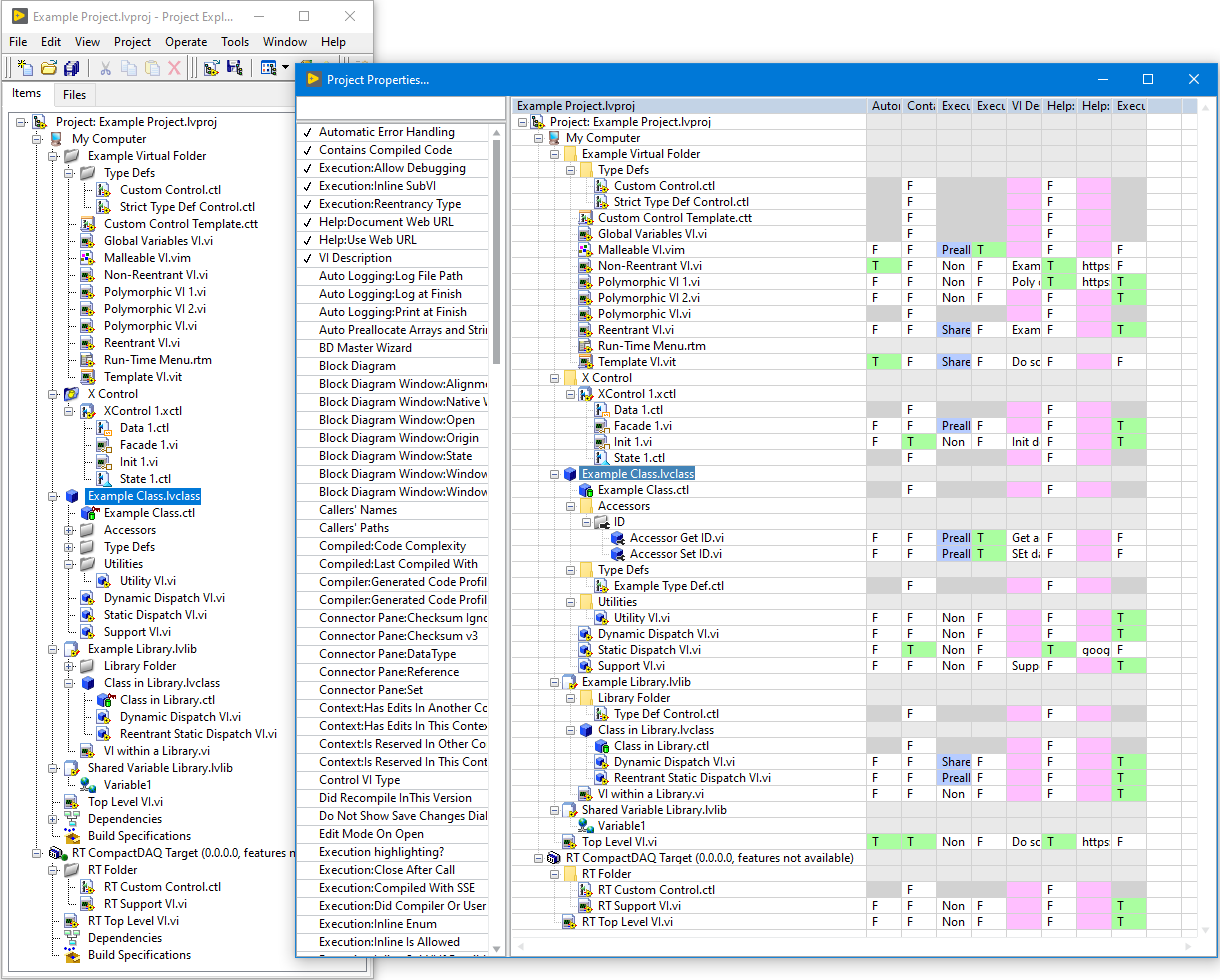 Example Project.lvproj - Project Expl...
File Edit View Project Operate Tools Window Help
Items Files
Project: Example Project.lvproj
My Computer
Example Virtual Folder
Type Defs
Custom Control.ctl
Strict Type Def Control.ctl
Custom Control Template.ctt
Global Variables VI.vi
Malleable VI.vim
Non-Reentrant VI.vi
Polymorphic VI 1.vi
Polymorphic VI 2.vi
Polymorphic VI.vi
Reentrant VI.vi
Run-Time Menu.rtm
Template VI.vit
X Control
XControl 1.xctl
Data 1.ctl
Facade 1.vi
Init 1.vi
State 1.ctl
Example Class.lvclass
Example Class.ctl
Accessors
Type Defs
Utilities
Utility VI.vi
Dynamic Dispatch VI.vi
Static Dispatch VI.vi
Support VI.vi
Example Library.lvlib
Library Folder
Class in Library.lvclass
Class in Library.ctl
Dynamic Dispatch VI.vi
Reentrant Static Dispatch VI.vi
VI within a Library.vi
Shared Variable Library.lvlib
Variable1
Top Level VI.vi
Dependencies
Build Specifications
RT CompactDAQ Target (0.0.0.0, features n
RT Folder
RT Custom Control.ctl
RT Support VI.vi
RT Top Level VI.vi
Dependencies
Build Specifications
Project Properties...
✓ Automatic Error Handling
✓ Contains Compiled Code
✓ Execution:Allow Debugging
✓ Execution:Inline SubVI
✓ Execution:Reentrancy Type
✓ Help:Document Web URL
✓ Help:Use Web URL
✓ VI Description
Auto Logging:Log File Path
Auto Logging:Log at Finish
Auto Logging:Print at Finish
Auto Preallocate Arrays and Strin
BD Master Wizard
Block Diagram
Block Diagram Window:Alignme
Block Diagram Window:Native W
Block Diagram Window:Open
Block Diagram Window:Origin
Block Diagram Window:State
Block Diagram Window:Window
Block Diagram Window:Window
Callers' Names
Callers' Paths
Compiled:Code Complexity
Compiled:Last Compiled With
Compiler:Generated Code Profil
Compiler:Generated Code Profil
Connector Pane:Checksum Igno
Connector Pane:Checksum v3
Connector Pane:DataType
Connector Pane:Reference
Connector Pane:Set
Context:Has Edits In Another Co
Context:Has Edits In This Contex
Context:Is Reserved In Other Co
Context:Is Reserved In This Cont
Control VI Type
Did Recompile InThis Version
Do Not Show Save Changes Dial
Edit Mode On Open
Execution highlighting?
Execution:Close After Call
Execution:Compiled With SSE
Execution:Did Compiler Or User
Execution:Inline Enum
Execution:Inline Is Allowed
Example Project.lvproj Autor Conta Execu Execu VI De Help: Help: Execu
Project: Example Project.lvproj
My Computer
Example Virtual Folder
Type Defs
Custom Control.ctl F F
Strict Type Def Control.ctl F F
Custom Control Template.ctt F F
Global Variables VI.vi F F
Malleable VI.vim F F Preall T F F
Non-Reentrant VI.vi T F Non F Exam T https F
Polymorphic VI 1.vi F F Non F Poly T https T
Polymorphic VI 2.vi F F Non F F T
Polymorphic VI.vi F F
Reentrant VI.vi F F Share F Exam F T
Run-Time Menu.rtm
Template VI.vit T F Share F Do sc F F
X Control
XControl 1.xctl
Data 1.ctl F F
Facade 1.vi F F Preall F F T
Init 1.vi F T Non F Init d F T
State 1.ctl F F
Example Class.lvclass
Example Class.ctl F F
Accessors
ID
Accessor Get ID.vi F F Preall T Get a F F
Accessor Set ID.vi F F Preall T SEt da F F
Type Defs
Example Type Def.ctl F F
Utilities
Utility VI.vi F F Non F F T
Dynamic Dispatch VI.vi F F Non F F T
Static Dispatch VI.vi F T Non F T goog F
Support VI.vi F F Non F Supp F T
Example Library.lvlib
Library Folder
Type Def Control.ctl F F
Class in Library.lvclass
Class in Library.ctl F F
Dynamic Dispatch VI.vi F F Share F F T
Reentrant Static Dispatch VI.vi F F Preall F F T
VI within a Library.vi F F Non F F T
Shared Variable Library.lvlib
Variable1
Top Level VI.vi T T Non F Do sc T https F
RT CompactDAQ Target (0.0.0.0, features not available)
RT Folder
RT Custom Control.ctl F F
RT Support VI.vi F F Non F F T
RT Top Level VI.vi F F Non F F T